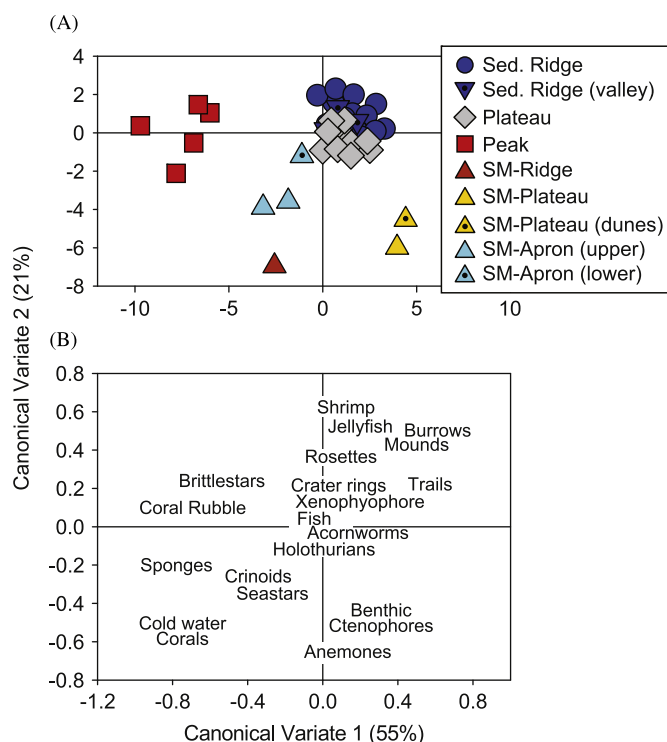 (A)
4
2
0
-2
-4
-6
-8
-10
-5
0
5
10
Sed. Ridge
Sed. Ridge (valley)
Plateau
Peak
SM-Ridge
SM-Plateau
SM-Plateau (dunes)
SM-Apron (upper)
SM-Apron (lower)
Canonical Variate 2 (21%)
(B)
0.8
0.6
0.4
0.2
0.0
-0.2
-0.4
-0.6
-0.8
Shrimp
Jellyfish
Burrows
Mounds
Rosettes
Brittlestars
Crater rings
Trails
Coral Rubble
Xenophyophore
Fish
Acornworms
Holothurians
Sponges
Crinoids
Seastars
Cold water
Corals
Benthic
Ctenophores
Anemones
-1.2
-0.8
-0.4
0.0
0.4
0.8
Canonical Variate 1 (55%)